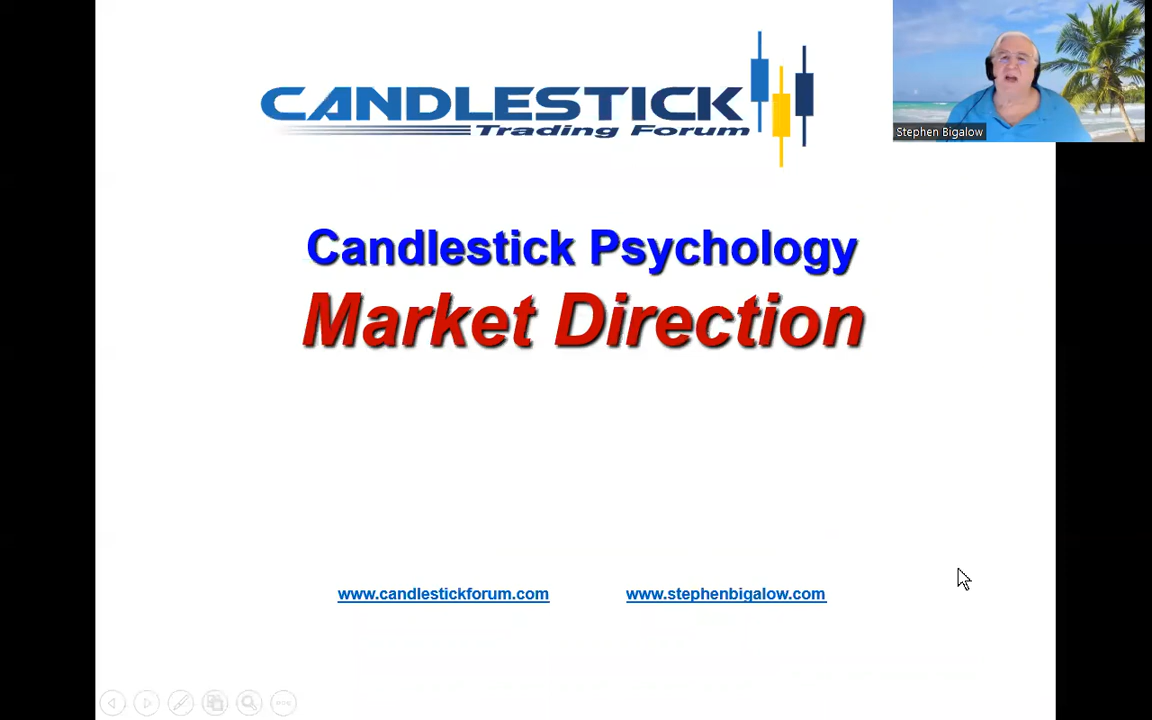 CANDLESTICK
Trading Forum
Stephen Bigalow
Candlestick Psychology
Market Direction
www.candlestickforum.com
www.stephenbigalow.com